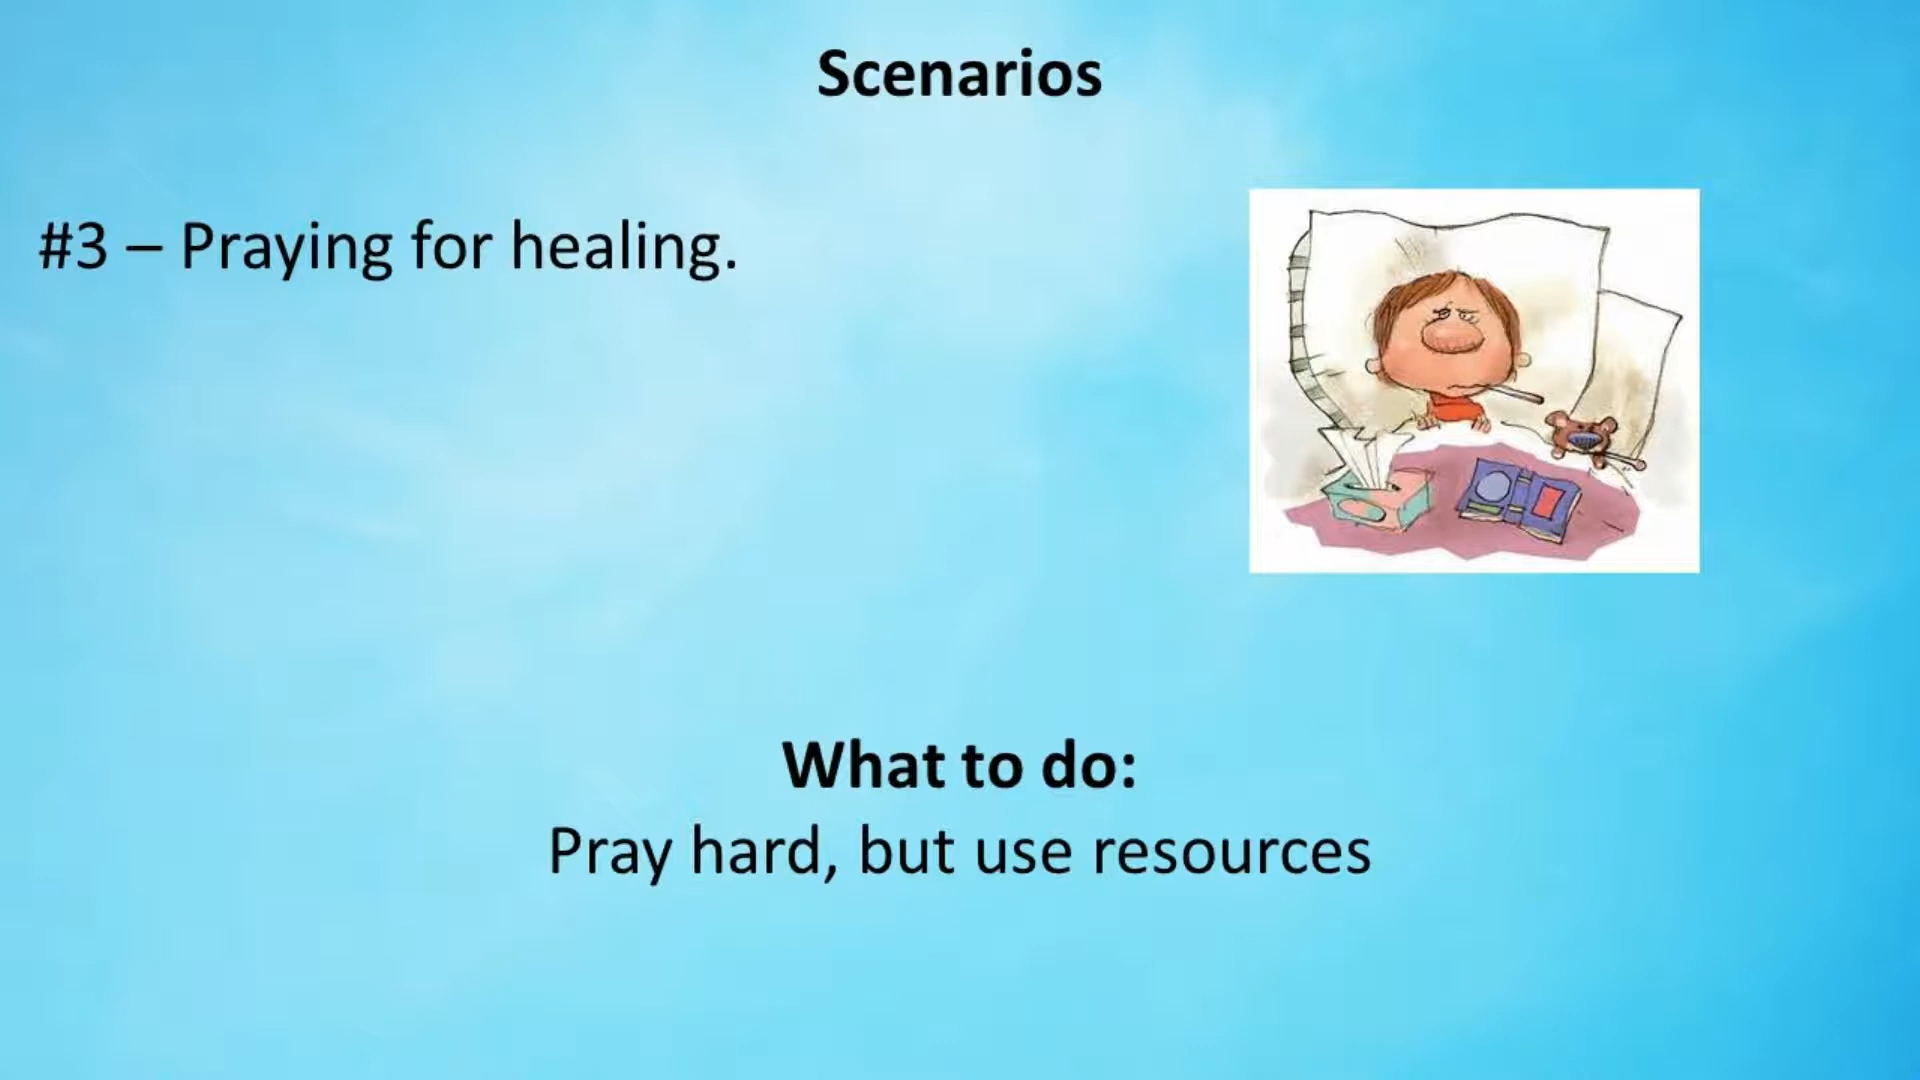 Scenarios
#3 – Praying for healing.
What to do:
Pray hard, but use resources